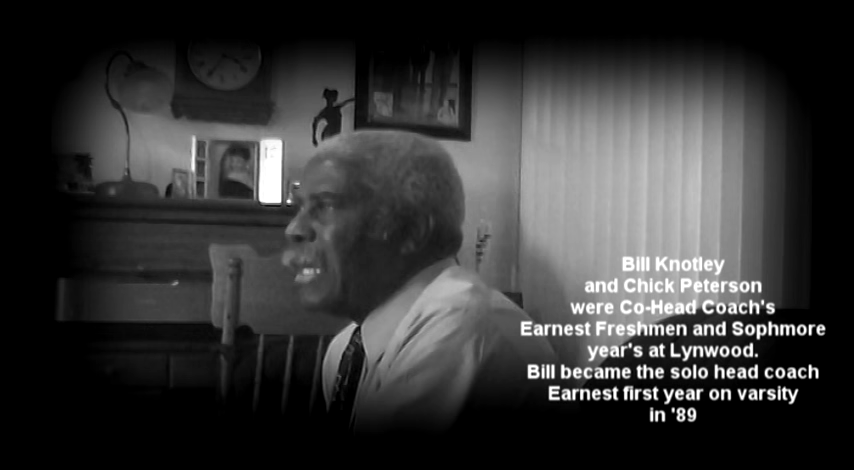 Bill Knotley
and Chick Peterson
were Co-Head Coach's
Earnest Freshmen and Sophmore
year's at Lynwood.
Bill became the solo head coach
Earnest first year on varsity
in '89